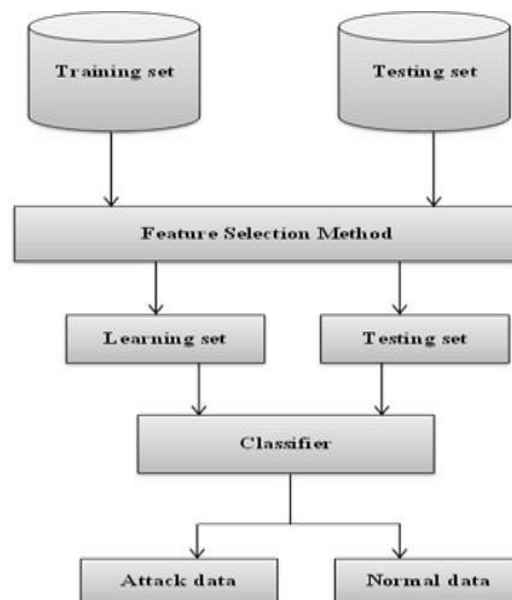 Training set
Testing set
Feature Selection Method
Learning set
Testing set
Classifier
Attack data
Normal data